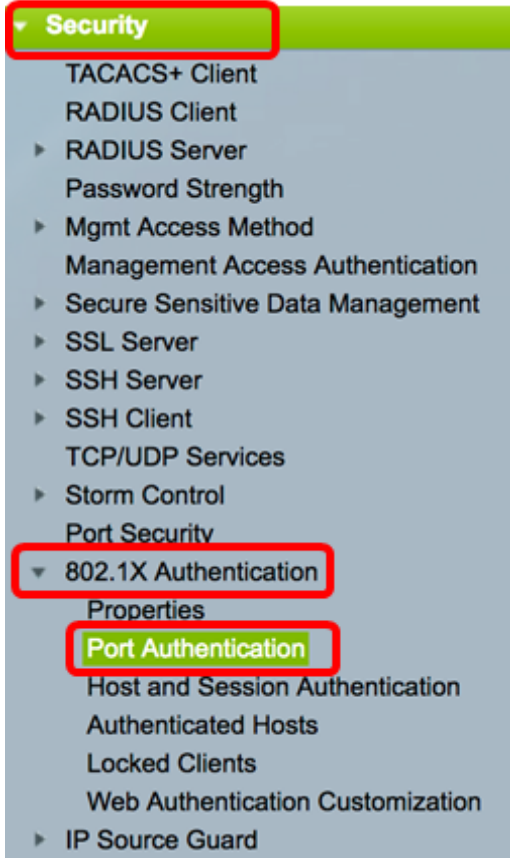 Security
TACACS+ Client
RADIUS Client
RADIUS Server
Password Strength
Mgmt Access Method
Management Access Authentication
Secure Sensitive Data Management
SSL Server
SSH Server
SSH Client
TCP/UDP Services
Storm Control
Port Security
802.1X Authentication
Properties
Port Authentication
Host and Session Authentication
Authenticated Hosts
Locked Clients
Web Authentication Customization
IP Source Guard